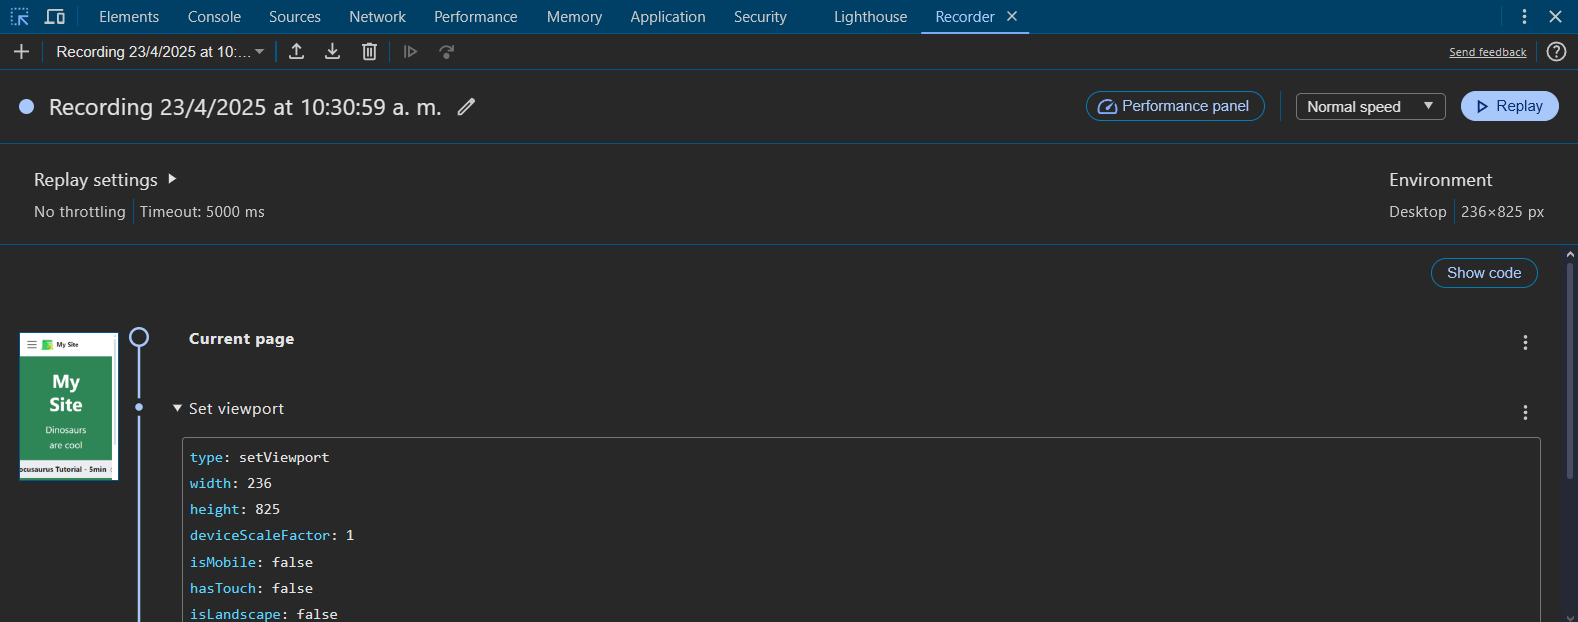 Elements Console Sources Network Performance Memory Application Security Lighthouse Recorder
Recording 23/4/2025 at 10:... Send feedback
Recording 23/4/2025 at 10:30:59 a. m. Performance panel Normal speed Replay
Replay settings Environment
No throttling Timeout: 5000 ms Desktop 236×825 px
Show code
Current page
My Site
My
Site
Dinosaurs
are cool
ocusaurus Tutorial - 5min
Set viewport
type: setViewport
width: 236
height: 825
deviceScaleFactor: 1
isMobile: false
hasTouch: false
isLandscape: false